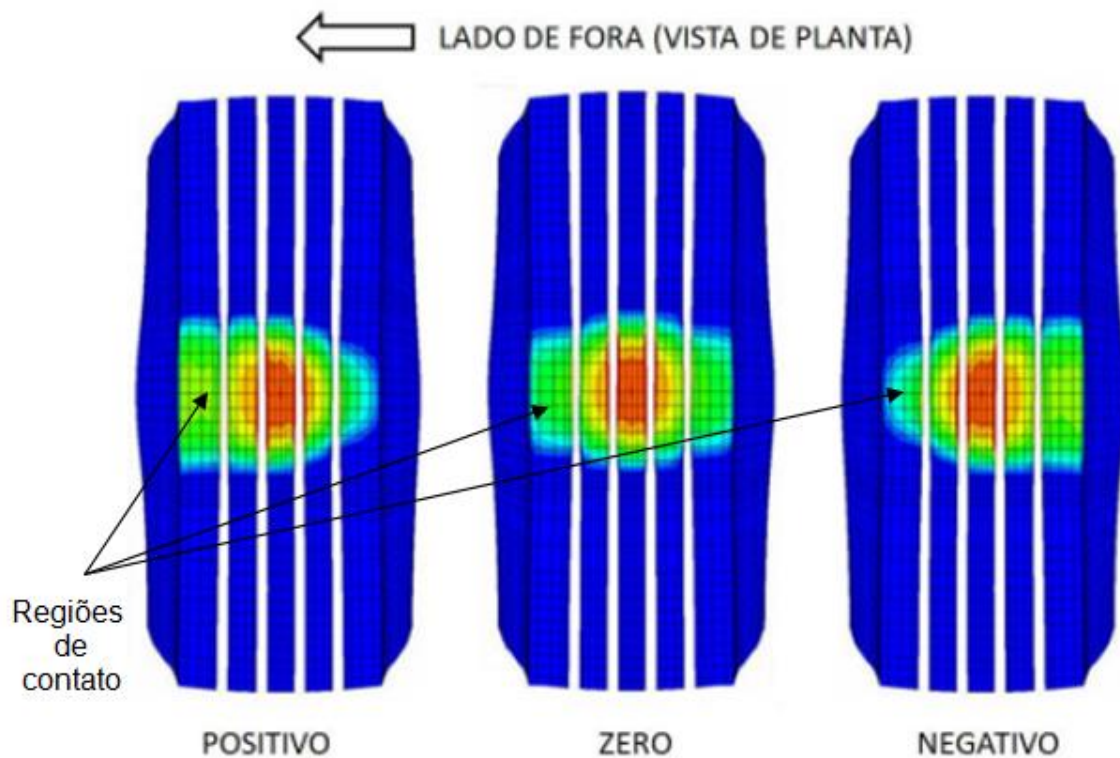 LADO DE FORA (VISTA DE PLANTA)
Regiões
de
contato
POSITIVO
ZERO
NEGATIVO